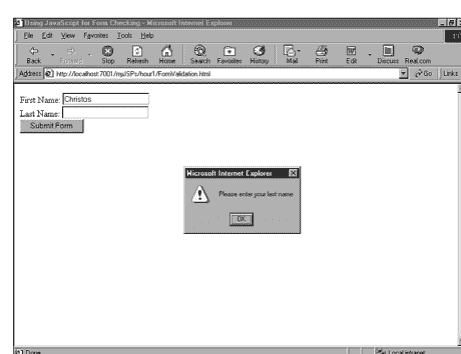 Using JavaScript for Form Checking - Microsoft Internet Explorer
File Edit View Favorites Tools Help
Back Forward Stop Refresh Home Search Favorites History Mail Print Edit Discuss Real.com
Address http://localhost:7001/myJSPs/hour1/FormValidation.html Go Links
First Name: Christos
Last Name:
Submit Form
Microsoft Internet Explorer
Please enter your last name
OK
Done Local intranet